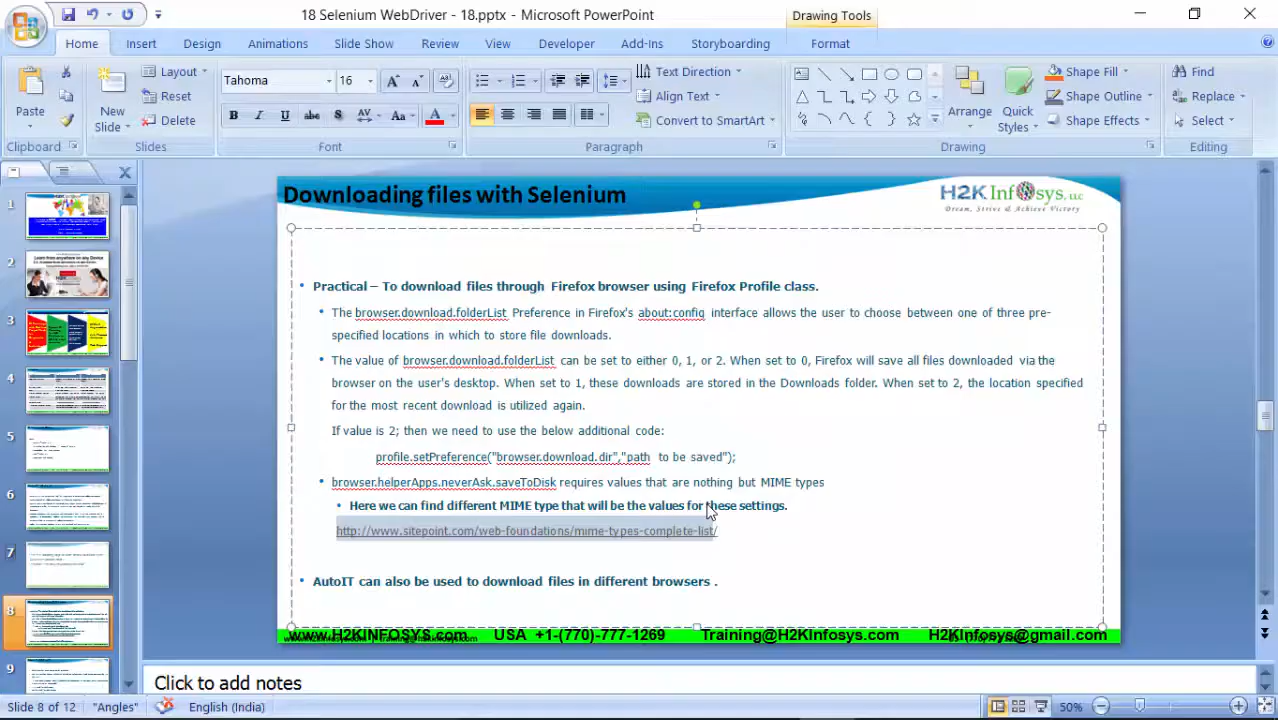 18 Selenium WebDriver - 18.pptx - Microsoft PowerPoint
Drawing Tools
Home
Insert
Design
Animations
Slide Show
Review
View
Developer
Add-Ins
Storyboarding
Format
Paste
Clipboard
New
Slide
Layout
Reset
Delete
Slides
Tahoma
16
Font
Text Direction
Align Text
Convert to SmartArt
Paragraph
Arrange
Quick
Styles
Shape Fill
Shape Outline
Shape Effects
Drawing
Find
Replace
Select
Editing
1
2
3
4
5
6
7
8
9
Downloading files with Selenium
H2K Infosys, LLC
Dream, Strive & Achieve Victory
Practical – To download files through Firefox browser using Firefox Profile class.
The browser.download.folderList Preference in Firefox's about:config interface allows the user to choose between one of three pre-
specified locations in which to store file downloads.
The value of browser.download.folderList can be set to either 0, 1, or 2. When set to 0, Firefox will save all files downloaded via the
browser on the user's desktop. When set to 1, these downloads are stored in the Downloads folder. When set to 2, the location specified
for the most recent download is utilized again.
If value is 2; then we need to use the below additional code:
profile.setPreference("browser.download.dir","path to be saved");
browser.helperApps.neverAsk.saveToDisk requires values that are nothing but MIME types
Here we can find different MIME type that will be the values for these settings.
AutoIT can also be used to download files in different browsers .
www.H2KINFOSYS.com USA +1-(770)-777-1269 Training@H2KInfosys.com H2KInfosys@gmail.com
Click to add notes
Slide 8 of 12
"Angles"
English (India)
50%